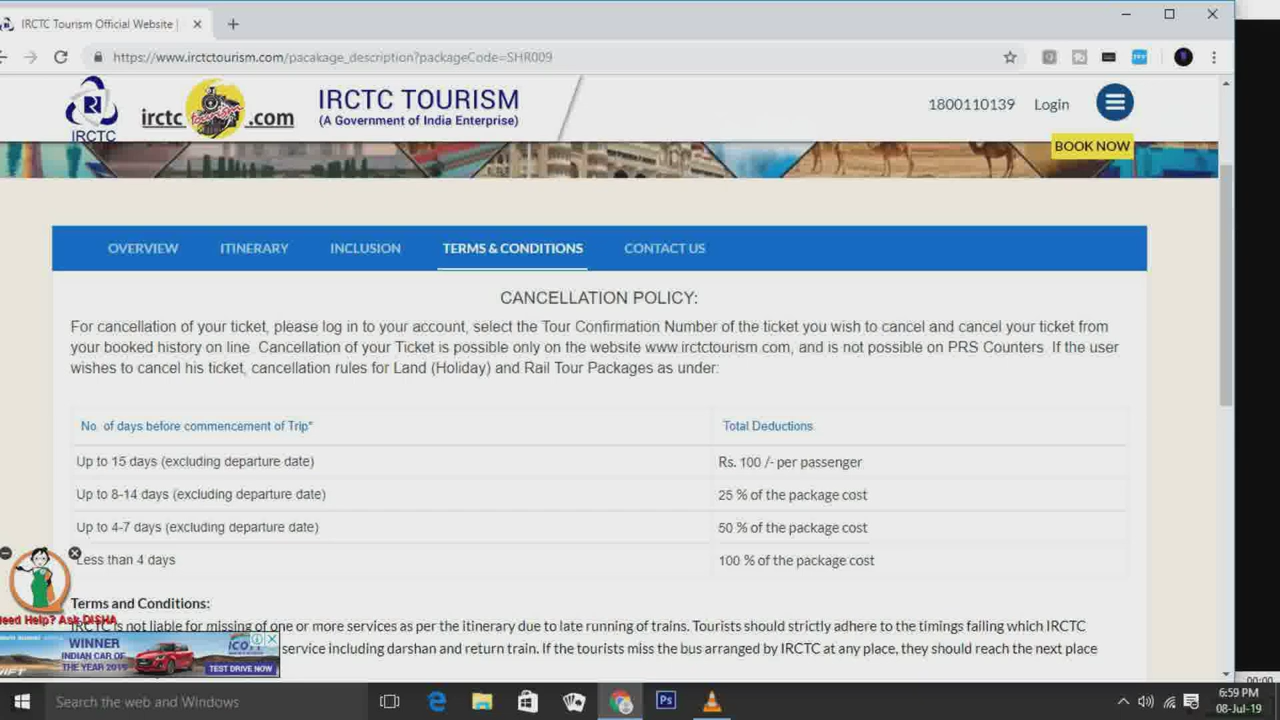 IRCTC Tourism Official Website |
https://www.irctctourism.com/pacakage_description?packageCode=SHR009
IRCTC
irctc .com
IRCTC TOURISM
(A Government of India Enterprise)
1800110139 Login
BOOK NOW
OVERVIEW ITINERARY INCLUSION TERMS & CONDITIONS CONTACT US
CANCELLATION POLICY:
For cancellation of your ticket, please log in to your account, select the Tour Confirmation Number of the ticket you wish to cancel and cancel your ticket from
your booked history on line. Cancellation of your Ticket is possible only on the website www.irctctourism com, and is not possible on PRS Counters. If the user
wishes to cancel his ticket, cancellation rules for Land (Holiday) and Rail Tour Packages as under:
No. of days before commencement of Trip* Total Deductions
Up to 15 days (excluding departure date) Rs. 100 /- per passenger
Up to 8-14 days (excluding departure date) 25 % of the package cost
Up to 4-7 days (excluding departure date) 50 % of the package cost
Less than 4 days 100 % of the package cost
Terms and Conditions:
Need Help? Ask DISHA
IRCTC is not liable for missing of one or more services as per the itinerary due to late running of trains. Tourists should strictly adhere to the timings failing which IRCTC
service including darshan and return train. If the tourists miss the bus arranged by IRCTC at any place, they should reach the next place
WINNER
INDIAN CAR OF
THE YEAR 2019
ICOTY
TEST DRIVE NOW
Search the web and Windows
Ps
00:00
6:59 PM
08-Jul-19